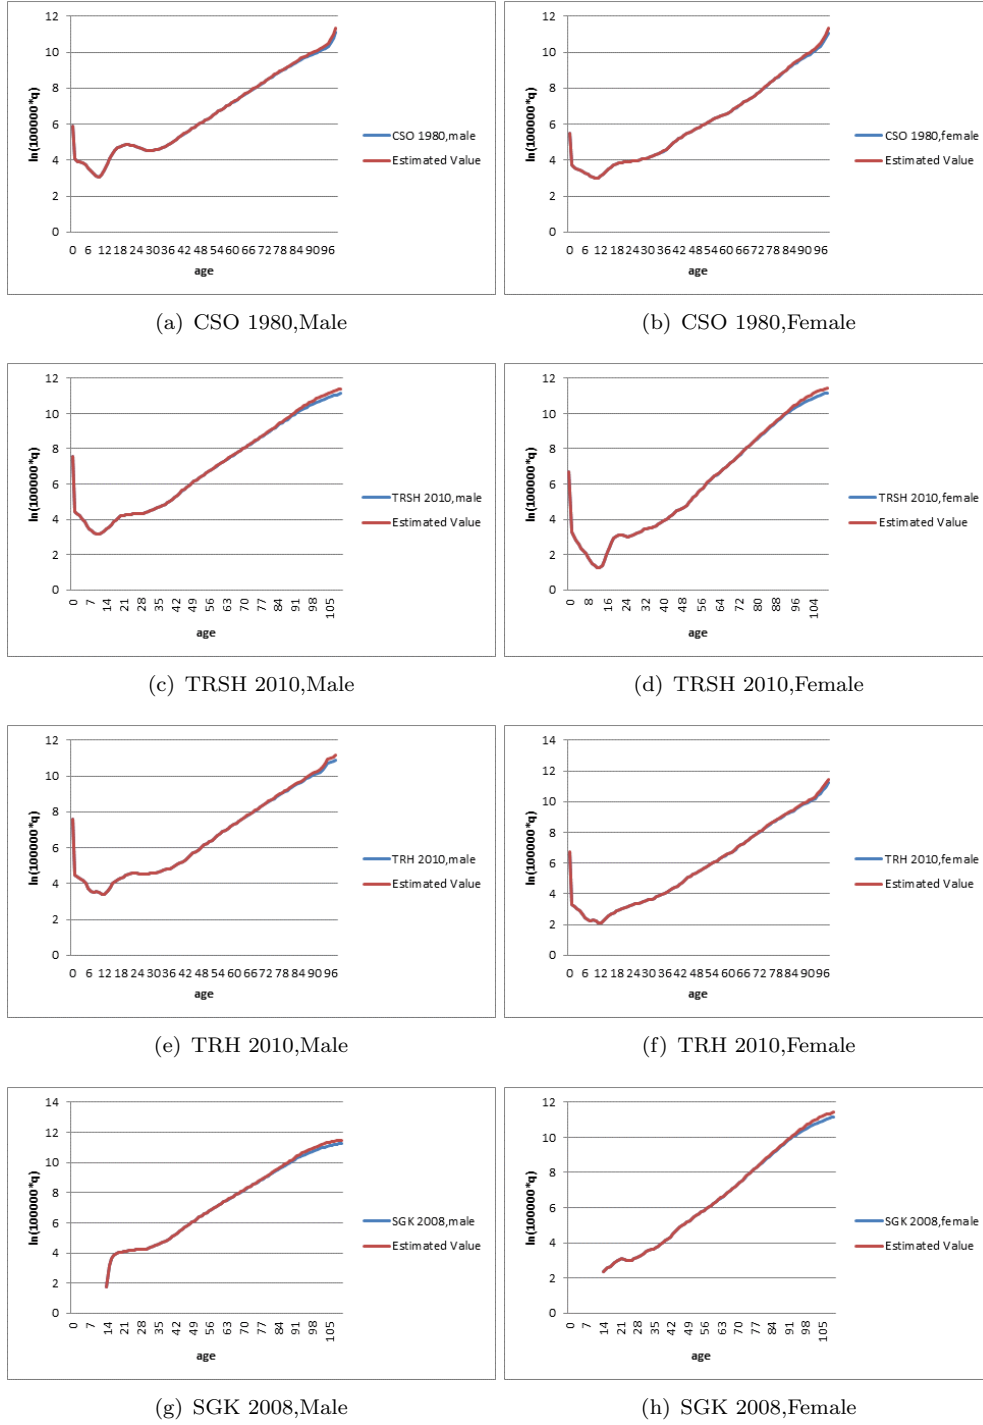 12
10
8
6
4
2
0
ln(100000*q)
0 6 12 18 24 30 36 42 48 54 60 66 72 78 84 90 96
age
CSO 1980,male
Estimated Value
(a) CSO 1980,Male
12
10
8
6
4
2
0
ln(100000*q)
0 6 12 18 24 30 36 42 48 54 60 66 72 78 84 90 96
age
CSO 1980,female
Estimated Value
(b) CSO 1980,Female
12
10
8
6
4
2
0
ln(100000*q)
0 7 14 21 28 35 42 49 56 63 70 77 84 91 98 105
age
TRSH 2010,male
Estimated Value
(c) TRSH 2010,Male
12
10
8
6
4
2
0
ln(100000*q)
0 8 16 24 32 40 48 56 64 72 80 88 96 104
age
TRSH 2010,female
Estimated Value
(d) TRSH 2010,Female
12
10
8
6
4
2
0
ln(100000*q)
0 6 12 18 24 30 36 42 48 54 60 66 72 78 84 90 96
age
TRH 2010,male
Estimated Value
(e) TRH 2010,Male
14
12
10
8
6
4
2
0
ln(100000*q)
0 6 12 18 24 30 36 42 48 54 60 66 72 78 84 90 96
age
TRH 2010,female
Estimated Value
(f) TRH 2010,Female
14
12
10
8
6
4
2
0
ln(100000*q)
0 7 14 21 28 35 42 49 56 63 70 77 84 91 98 105
age
SGK 2008,male
Estimated Value
(g) SGK 2008,Male
12
10
8
6
4
2
0
ln(100000*q)
0 7 14 21 28 35 42 49 56 63 70 77 84 91 98 105
age
SGK 2008,female
Estimated Value
(h) SGK 2008,Female